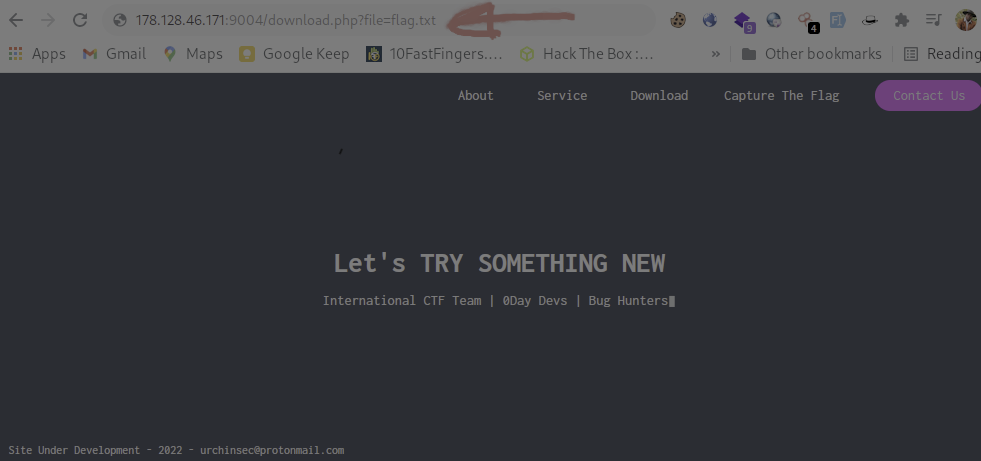 178.128.46.171:9004/download.php?file=flag.txt
9
4
Apps Gmail Maps Google Keep 10FastFingers.... Hack The Box :... » Other bookmarks Reading
About Service Download Capture The Flag Contact Us
Let's TRY SOMETHING NEW
International CTF Team | 0Day Devs | Bug Hunters
Site Under Development - 2022 - urchinsec@protonmail.com